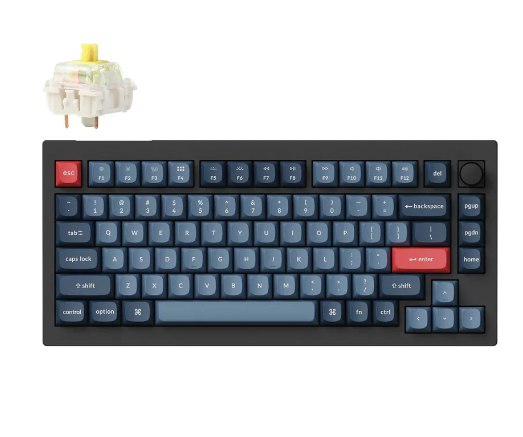 esc F1 F2 F3 F4 F5 F6 F7 F8 F9 F10 F11 F12 del
! 1 @ 2 # 3 $ 4 % 5 ^ 6 & 7 * 8 ( 9 ) 0 ← backspace pgup
tab Q W E R T Y U I O P pgdn
caps lock A S D F G H J K L enter home
⇧ shift Z X C V B N M ⇧ shift ^
control option ⌘ ⌘ fn ctrl